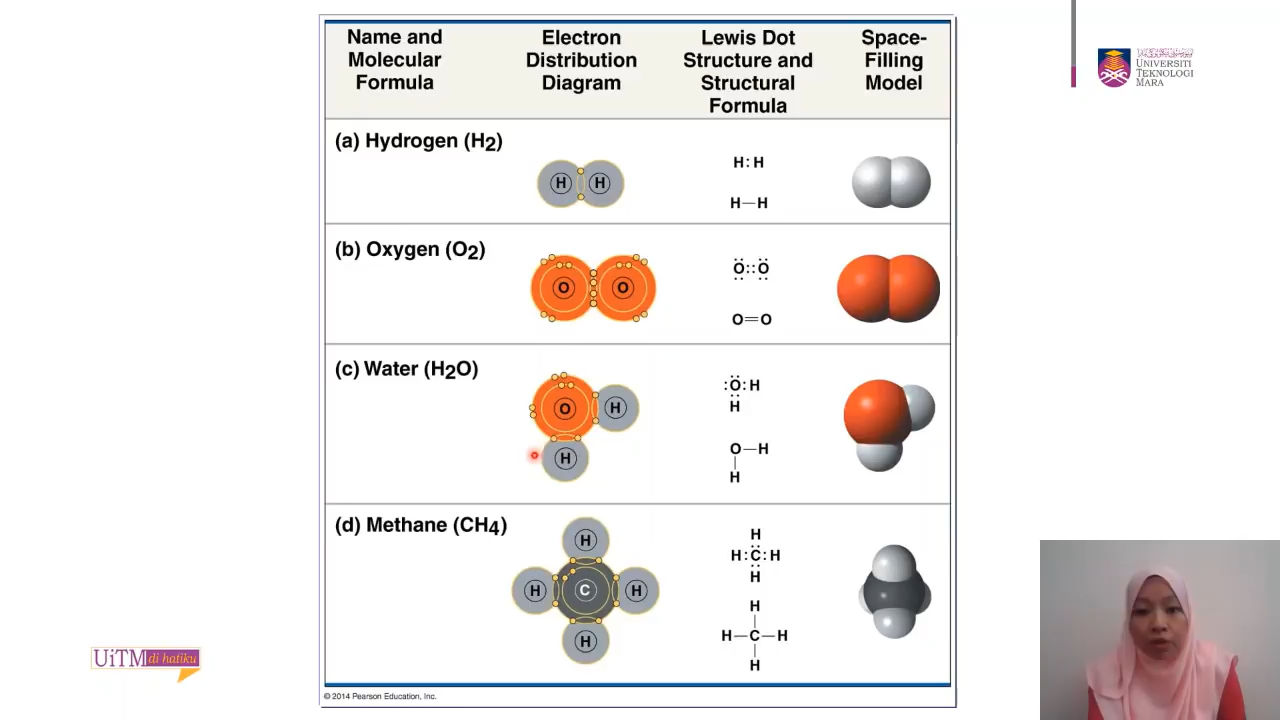 Name and
Molecular
Formula
Electron
Distribution
Diagram
Lewis Dot
Structure and
Structural
Formula
Space-
Filling
Model
(a) Hydrogen (H2)
H H
H:H
H—H
(b) Oxygen (O2)
O O
O::O
O=O
(c) Water (H2O)
O H
H
:O:H
H
O—H
H
(d) Methane (CH4)
H
H C H
H
H
H:C:H
H
H
H—C—H
H
© 2014 Pearson Education, Inc.
UNIVERSITI
TEKNOLOGI
MARA
UiTM di hatiku